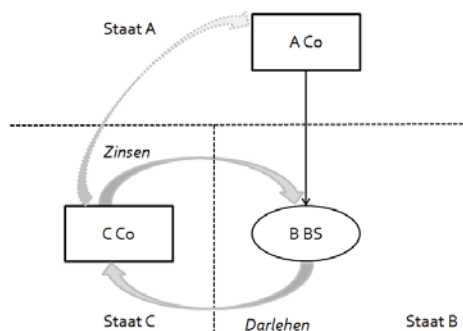 Staat A
A Co
Zinsen
C Co
B BS
Staat C
Darlehen
Staat B